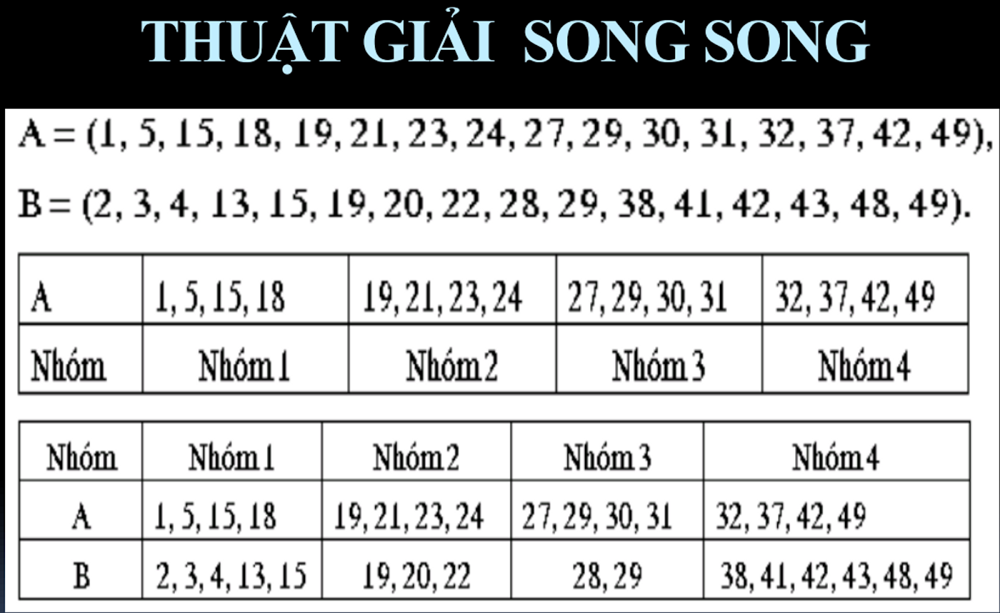 THUẬT GIẢI SONG SONG
A = (1, 5, 15, 18, 19, 21, 23, 24, 27, 29, 30, 31, 32, 37, 42, 49),
B = (2, 3, 4, 13, 15, 19, 20, 22, 28, 29, 38, 41, 42, 43, 48, 49).
A 1, 5, 15, 18 19, 21, 23, 24 27, 29, 30, 31 32, 37, 42, 49
Nhóm Nhóm 1 Nhóm 2 Nhóm 3 Nhóm 4
Nhóm Nhóm 1 Nhóm 2 Nhóm 3 Nhóm 4
A 1, 5, 15, 18 19, 21, 23, 24 27, 29, 30, 31 32, 37, 42, 49
B 2, 3, 4, 13, 15 19, 20, 22 28, 29 38, 41, 42, 43, 48, 49